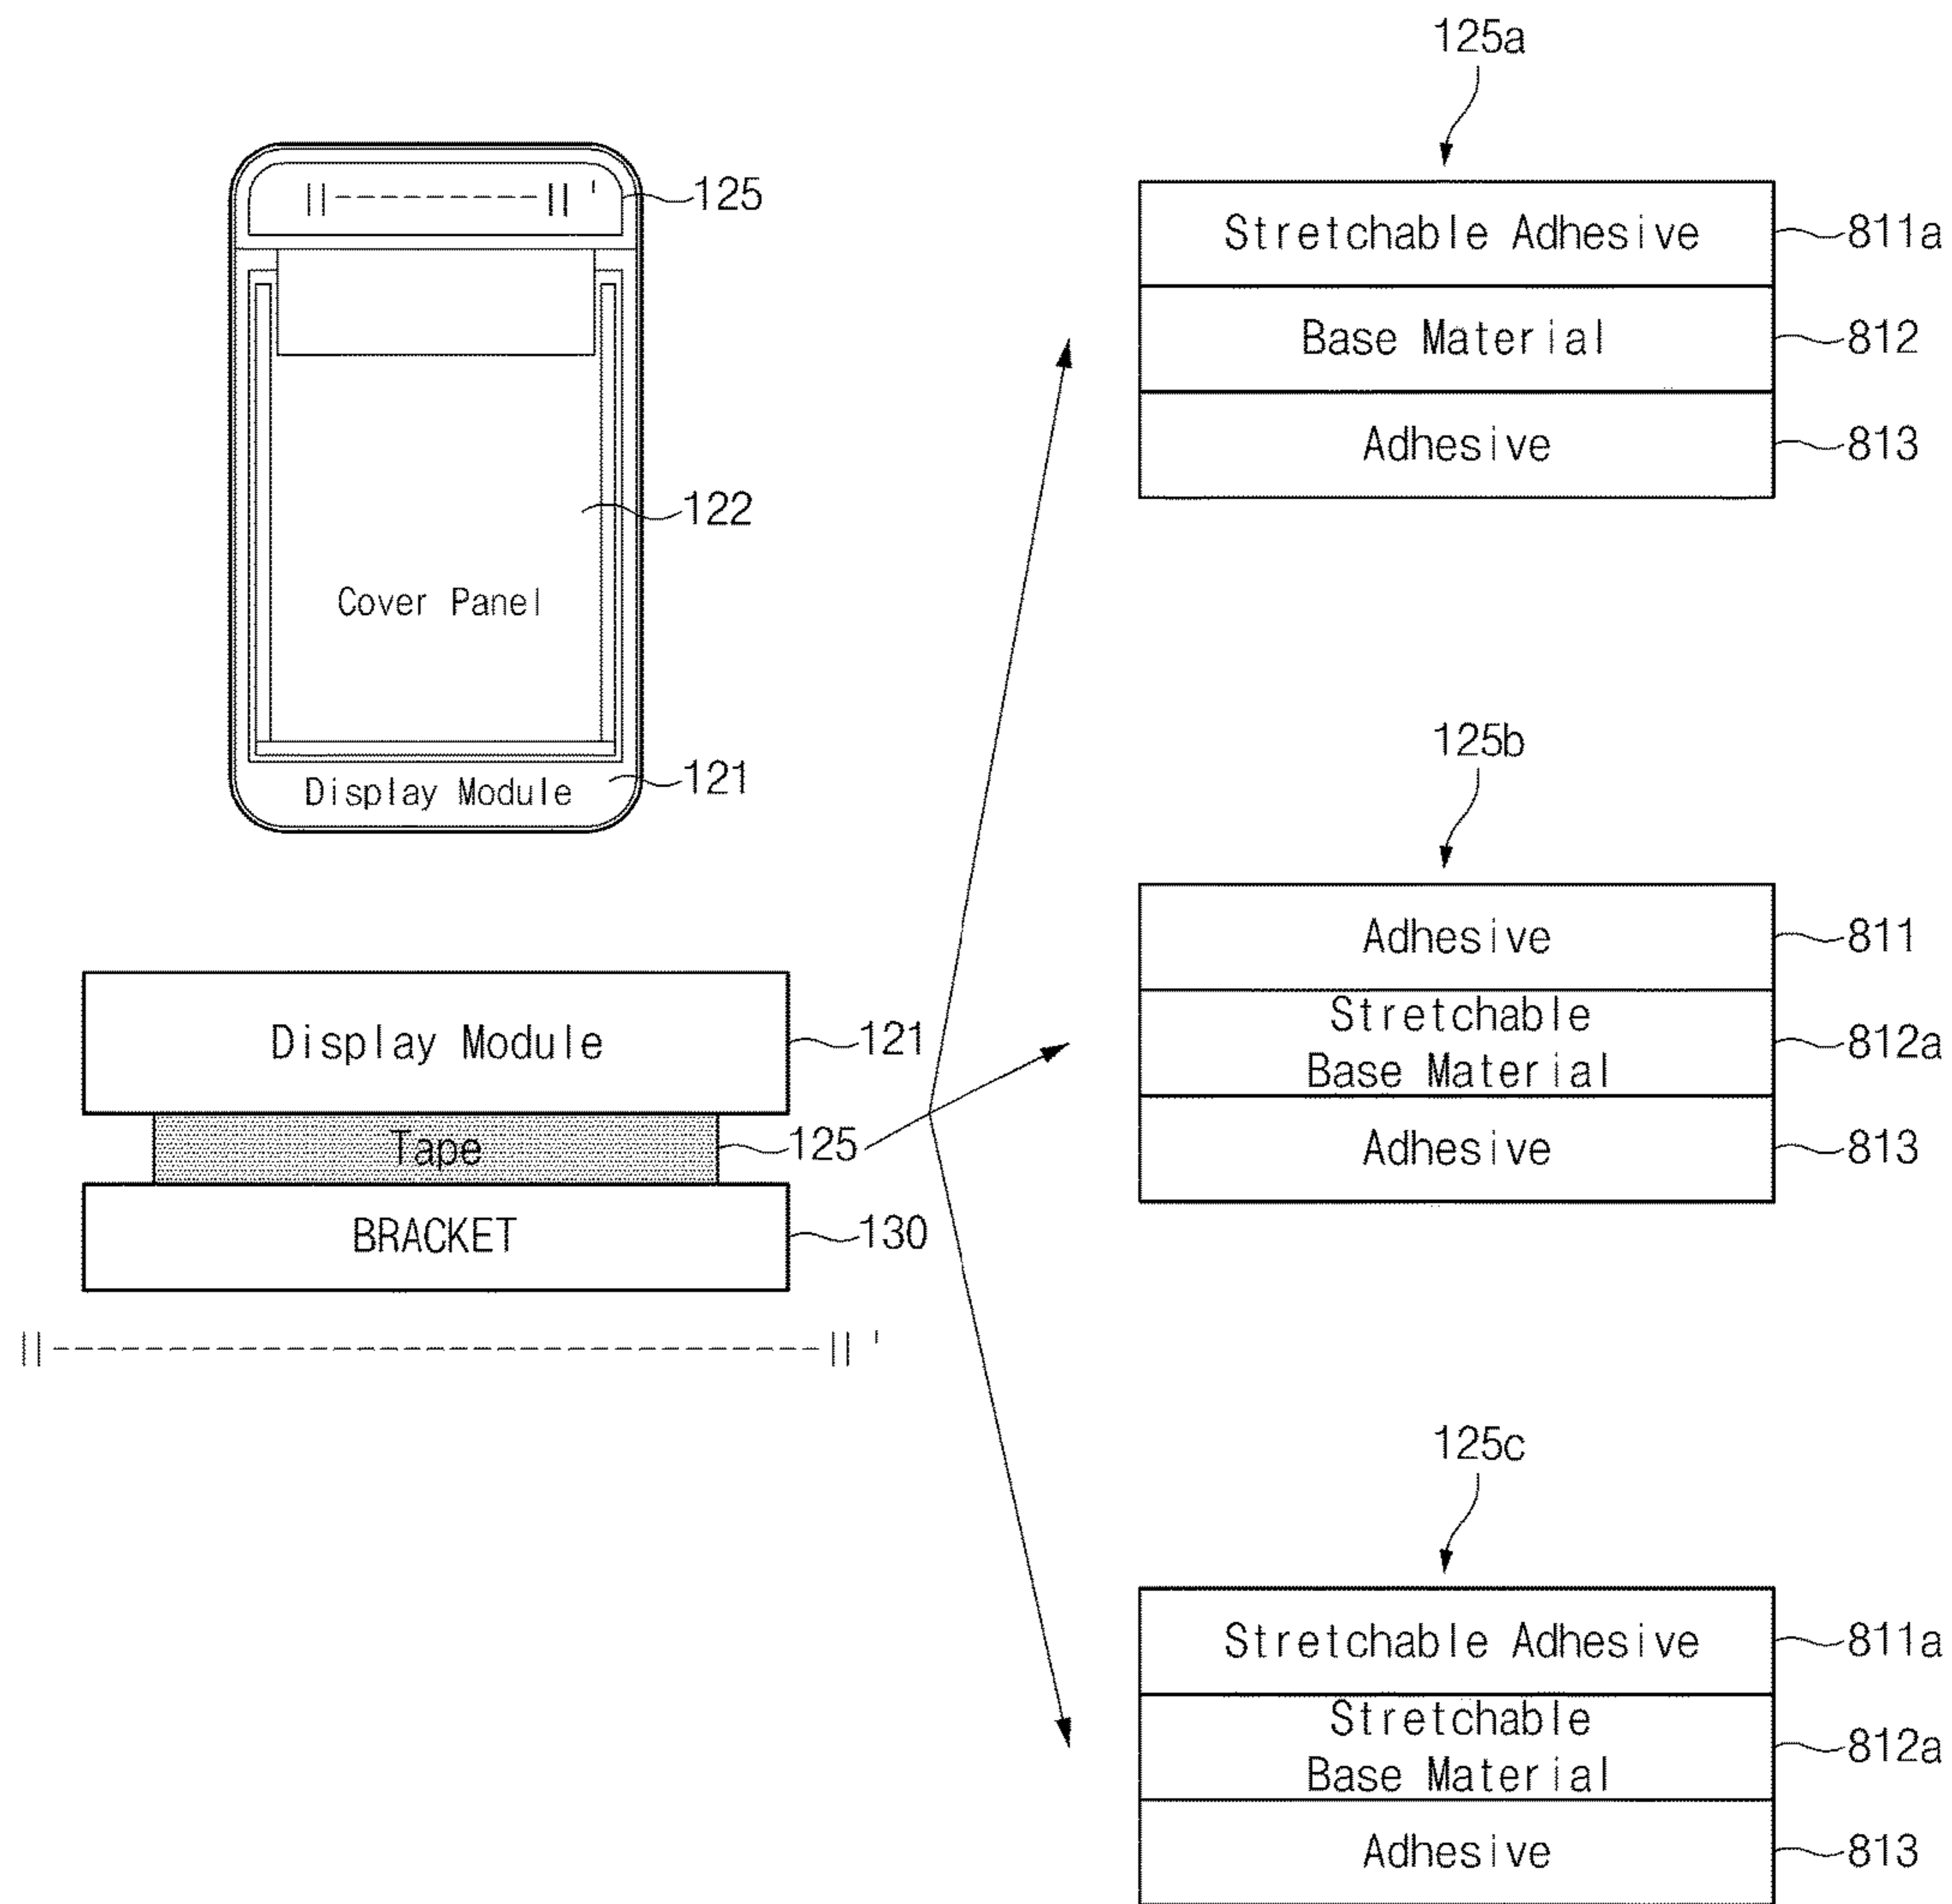 II---------II'
125
122
Cover Panel
121
Display Module
Display Module
121
Tape
125
BRACKET
130
II---------------------------II'
125a
Stretchable Adhesive
811a
Base Material
812
Adhesive
813
125b
Adhesive
811
Stretchable
Base Material
812a
Adhesive
813
125c
Stretchable Adhesive
811a
Stretchable
Base Material
812a
Adhesive
813